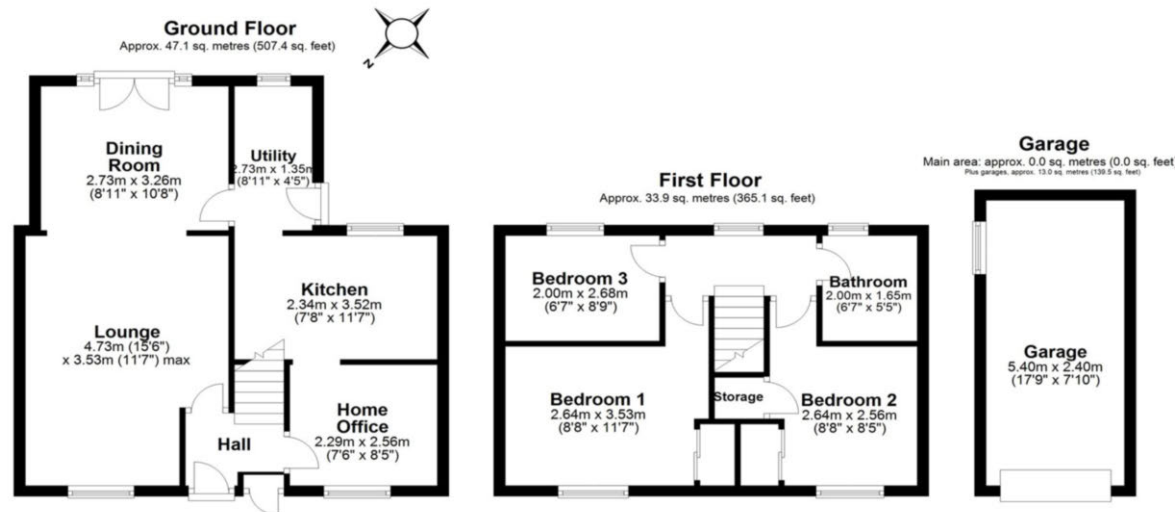 Ground Floor
Approx. 47.1 sq. metres (507.4 sq. feet)
N
Dining
Room
2.73m x 3.26m
(8'11" x 10'8")
Utility
2.73m x 1.35m
(8'11" x 4'5")
Kitchen
2.34m x 3.52m
(7'8" x 11'7")
Lounge
4.73m (15'6")
x 3.53m (11'7") max
Hall
Home
Office
2.29m x 2.56m
(7'6" x 8'5")
First Floor
Approx. 33.9 sq. metres (365.1 sq. feet)
Bedroom 3
2.00m x 2.68m
(6'7" x 8'9")
Bathroom
2.00m x 1.65m
(6'7" x 5'5")
Bedroom 1
2.64m x 3.53m
(8'8" x 11'7")
Storage
Bedroom 2
2.64m x 2.56m
(8'8" x 8'5")
Garage
Main area: approx. 0.0 sq. metres (0.0 sq. feet)
Plus garages, approx. 13.0 sq. metres (139.5 sq. feet)
Garage
5.40m x 2.40m
(17'9" x 7'10")